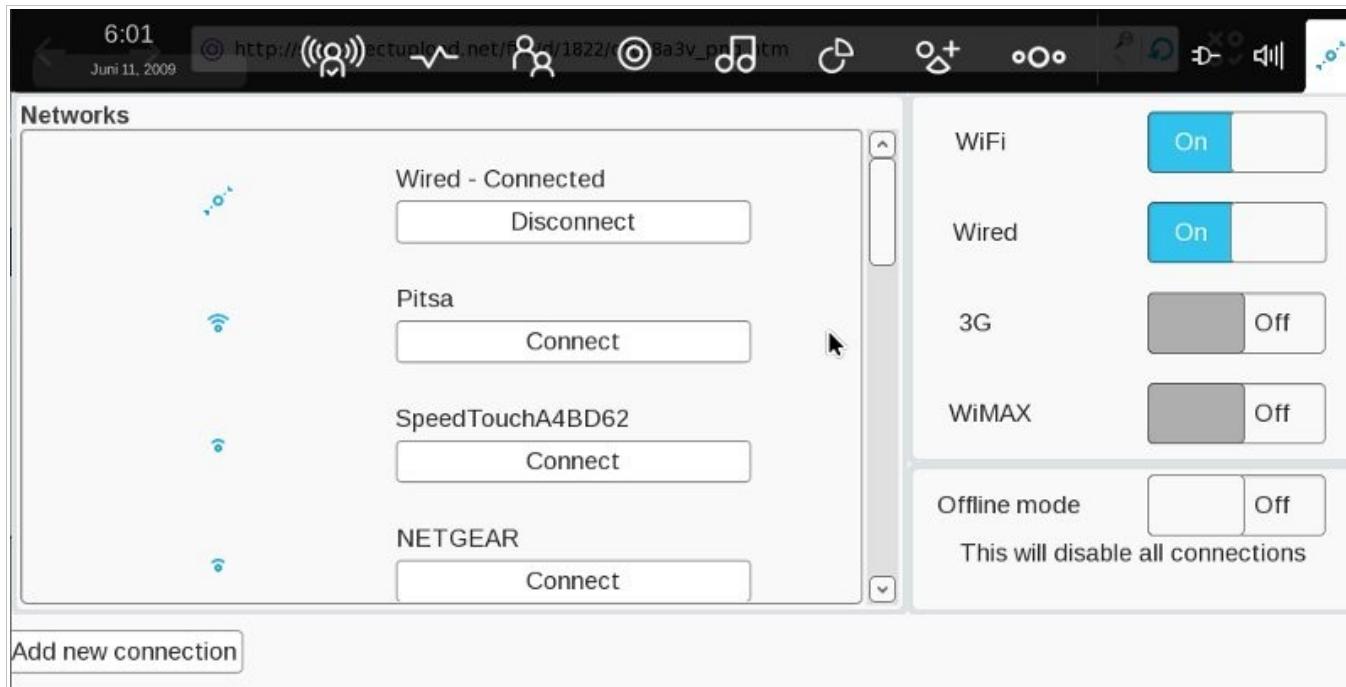 6:01
Juni 11, 2009
Networks
Wired - Connected
Disconnect
Pitsa
Connect
SpeedTouchA4BD62
Connect
NETGEAR
Connect
Add new connection
WiFi
On
Wired
On
3G
Off
WiMAX
Off
Offline mode
Off
This will disable all connections